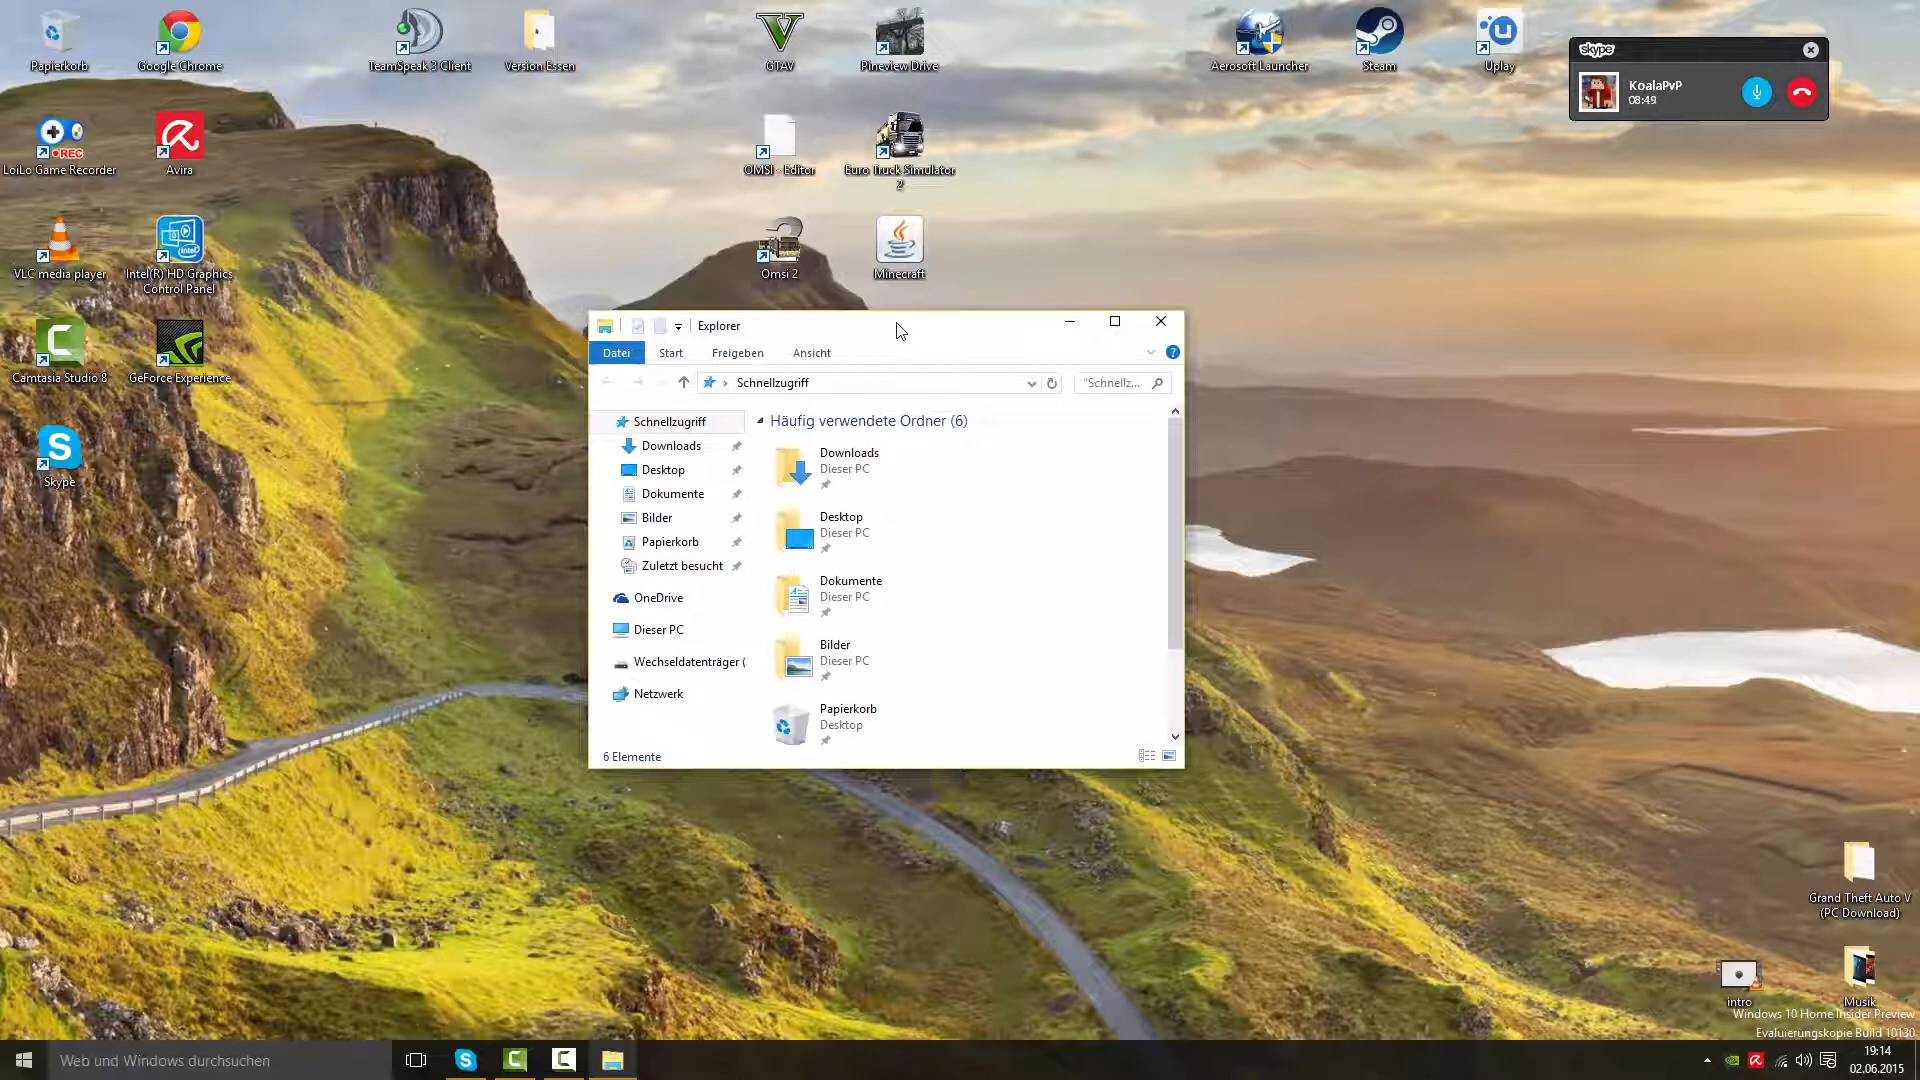 Papierkorb
Google Chrome
TeamSpeak 3 Client
Version Essen
GTAV
Pineview Drive
Aerosoft Launcher
Steam
Uplay
skype
KoalaPvP
08:49
LoiLo Game Recorder
Avira
OMSI - Editor
Euro Truck Simulator
2
VLC media player
Intel(R) HD Graphics
Control Panel
Omsi 2
Minecraft
Camtasia Studio 8
GeForce Experience
Skype
Explorer
Datei
Start
Freigeben
Ansicht
Schnellzugriff
"Schnellz...
Schnellzugriff
Downloads
Desktop
Dokumente
Bilder
Papierkorb
Zuletzt besucht
OneDrive
Dieser PC
Wechseldatenträger (
Netzwerk
Häufig verwendete Ordner (6)
Downloads
Dieser PC
Desktop
Dieser PC
Dokumente
Dieser PC
Bilder
Dieser PC
Papierkorb
Desktop
6 Elemente
Grand Theft Auto V
(PC Download)
intro
Musik
Windows 10 Home Insider Preview
Evaluierungskopie Build 10130
Web und Windows durchsuchen
19:14
02.06.2015